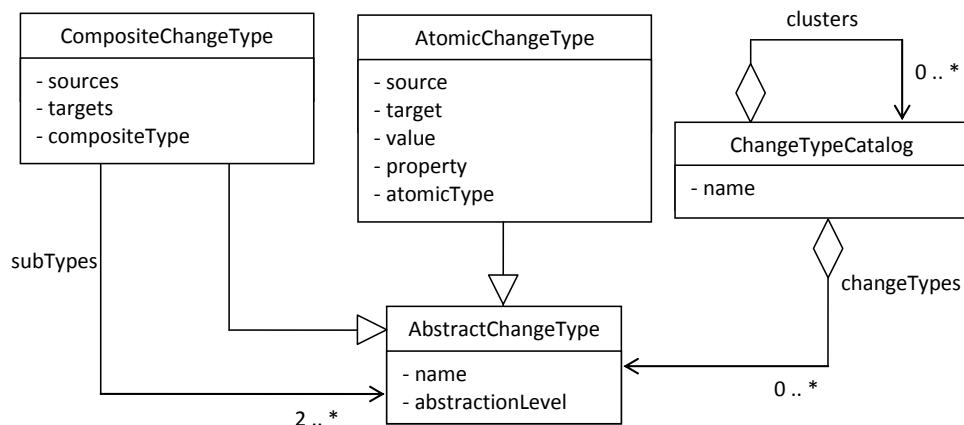 clusters
CompositeChangeType
AtomicChangeType
- sources
- targets
- compositeType
- source
- target
- value
- property
- atomicType
0 .. *
ChangeTypeCatalog
- name
subTypes
changeTypes
AbstractChangeType
- name
- abstractionLevel
2 .. *
0 .. *